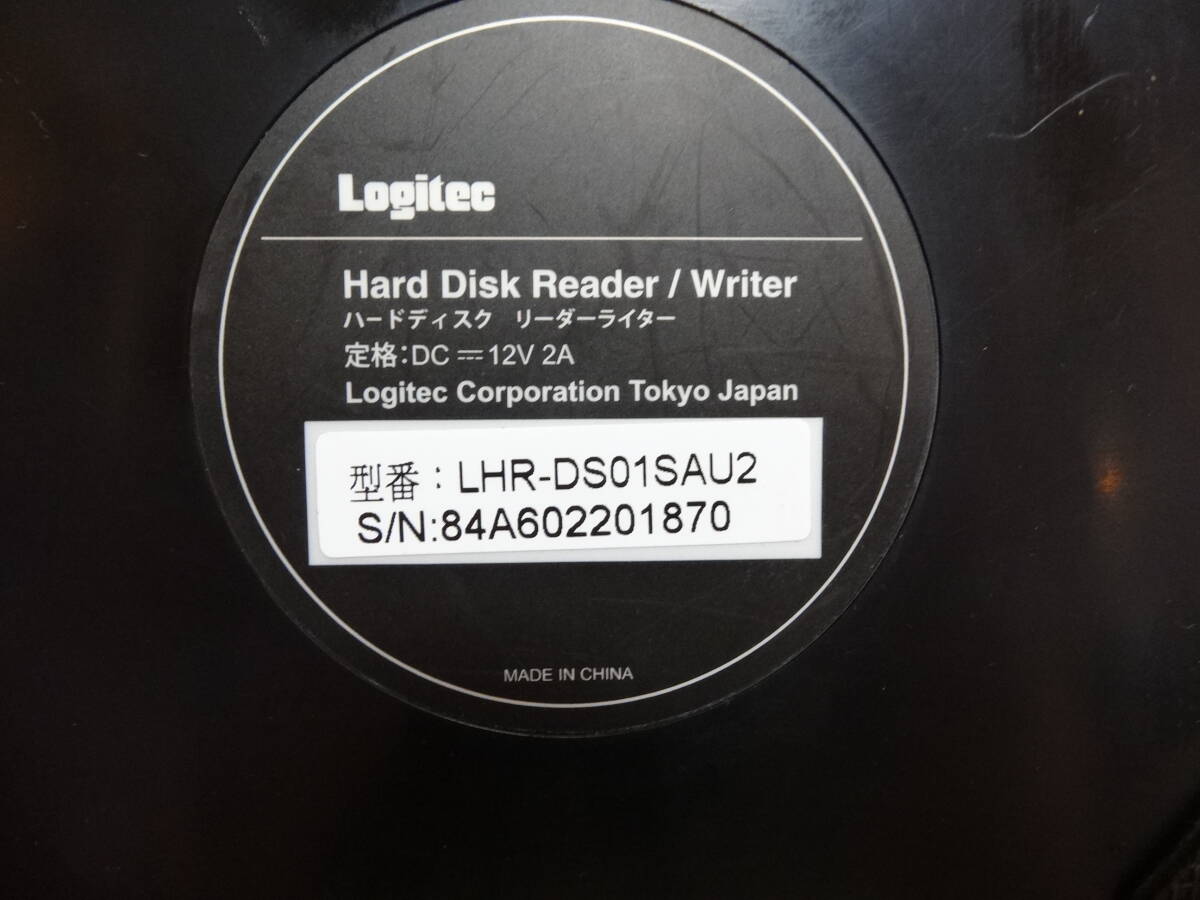 Logitec
Hard Disk Reader / Writer
ハードディスク リーダーライター
定格:DC ⎓ 12V 2A
Logitec Corporation Tokyo Japan
型番：LHR-DS01SAU2
S/N:84A602201870
MADE IN CHINA